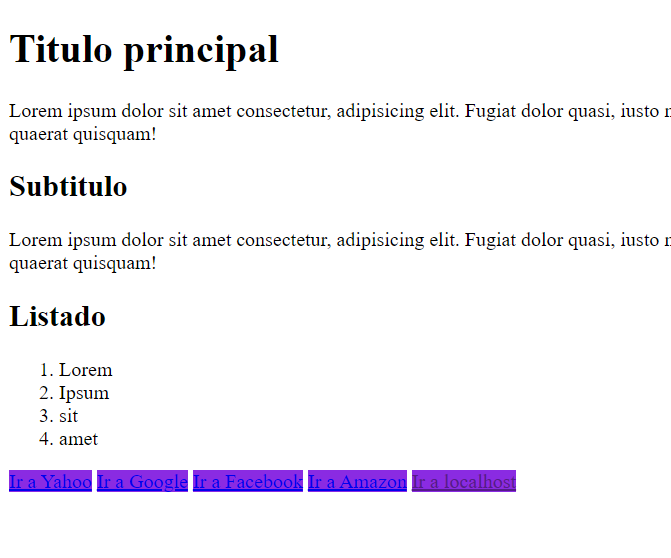 Titulo principal
Lorem ipsum dolor sit amet consectetur, adipisicing elit. Fugiat dolor quasi, iusto
quaerat quisquam!
Subtitulo
Lorem ipsum dolor sit amet consectetur, adipisicing elit. Fugiat dolor quasi, iusto
quaerat quisquam!
Listado
1. Lorem
2. Ipsum
3. sit
4. amet
Ir a Yahoo Ir a Google Ir a Facebook Ir a Amazon Ir a localhost